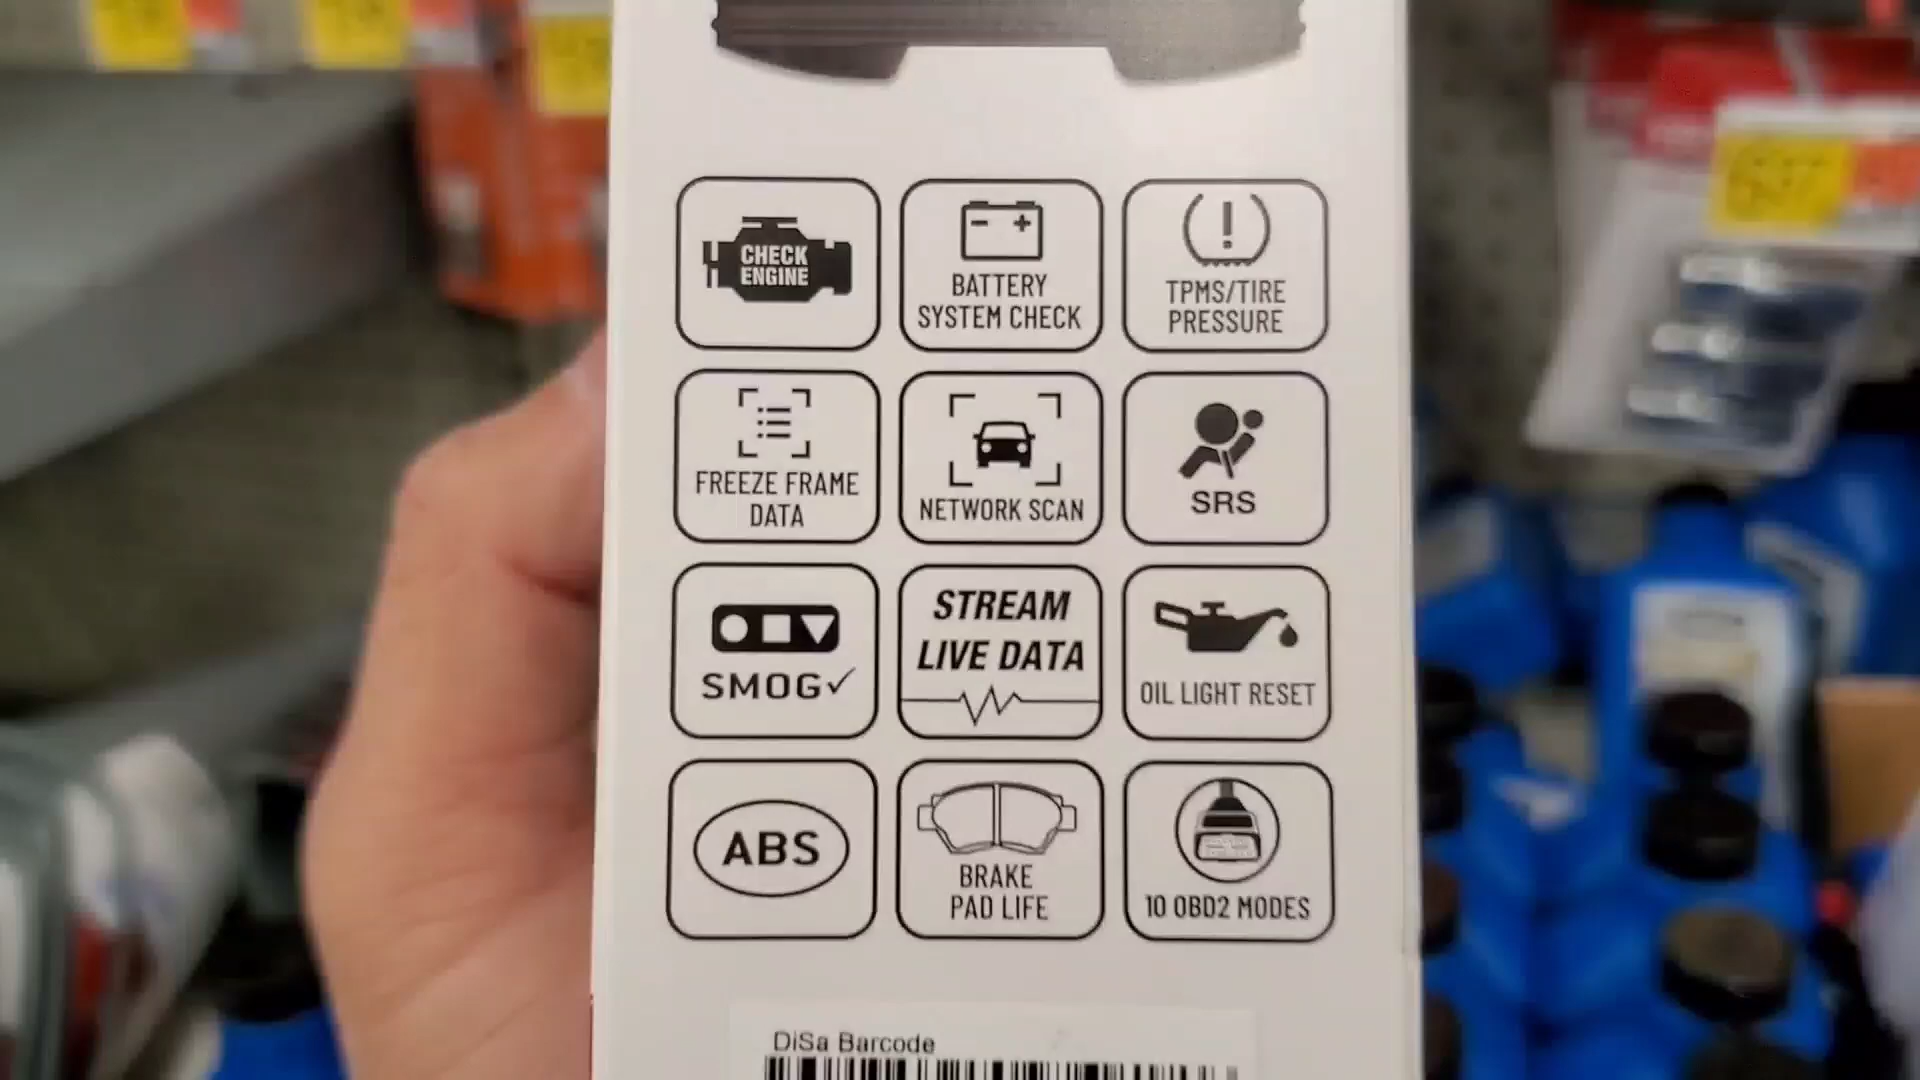 CHECK
ENGINE
BATTERY
SYSTEM CHECK
TPMS/TIRE
PRESSURE
FREEZE FRAME
DATA
NETWORK SCAN
SRS
SMOG✓
STREAM
LIVE DATA
OIL LIGHT RESET
ABS
BRAKE
PAD LIFE
10 OBD2 MODES
DiSa Barcode